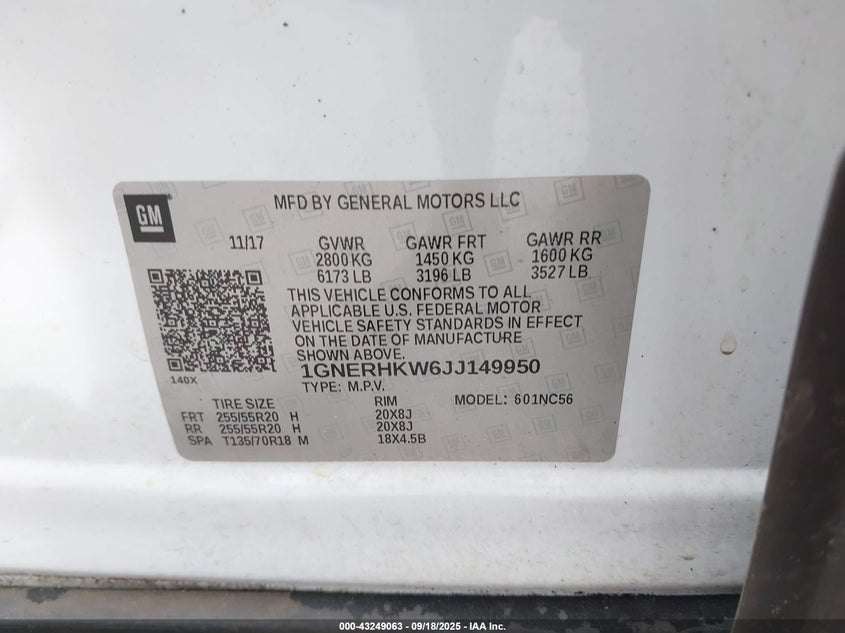 GM
MFD BY GENERAL MOTORS LLC
11/17 GVWR GAWR FRT GAWR RR
2800 KG 1450 KG 1600 KG
6173 LB 3196 LB 3527 LB
THIS VEHICLE CONFORMS TO ALL
APPLICABLE U.S. FEDERAL MOTOR
VEHICLE SAFETY STANDARDS IN EFFECT
ON THE DATE OF MANUFACTURE
SHOWN ABOVE.
140X
1GNERHKW6JJ149950
TYPE: M.P.V.
TIRE SIZE RIM MODEL: 601NC56
FRT 255/55R20 H 20X8J
RR 255/55R20 H 20X8J
SPA T135/70R18 M 18X4.5B
000-43249063 - 09/18/2025 - IAA Inc.